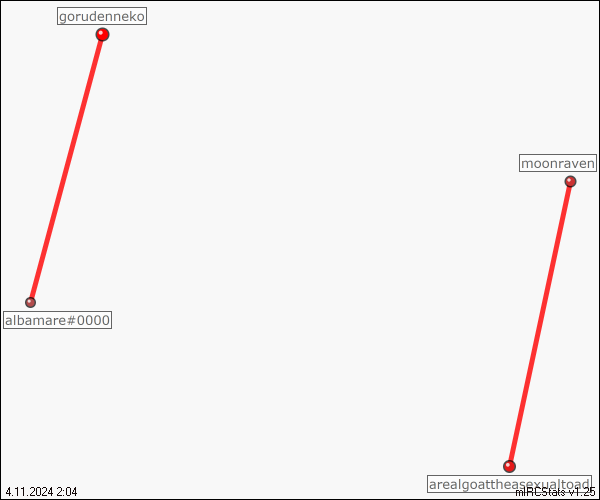 gorudenneko
moonraven
albamare#0000
arealgoattheasexualtoad
4.11.2024 2:04
mIRCStats v1.25